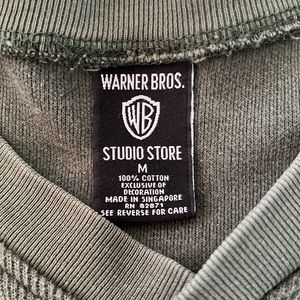 WARNER BROS.
WB
STUDIO STORE
M
100% COTTON
EXCLUSIVE OF
DECORATION
MADE IN SINGAPORE
RN 82871
SEE REVERSE FOR CARE